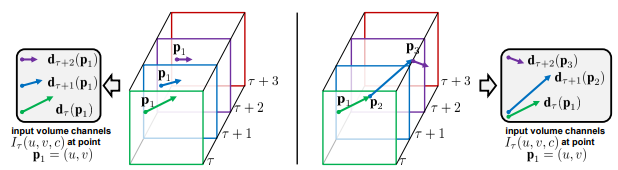 d_{τ+2}(p_1)
d_{τ+1}(p_1)
d_τ(p_1)
input volume channels
I_τ(u, v, c) at point
p_1 = (u, v)
p_1
p_1
p_1
τ + 3
τ + 2
τ + 1
τ
p_3
p_1
p_2
τ + 3
τ + 2
τ + 1
τ
d_{τ+2}(p_3)
d_{τ+1}(p_2)
d_τ(p_1)
input volume channels
I_τ(u, v, c) at point
p_1 = (u, v)